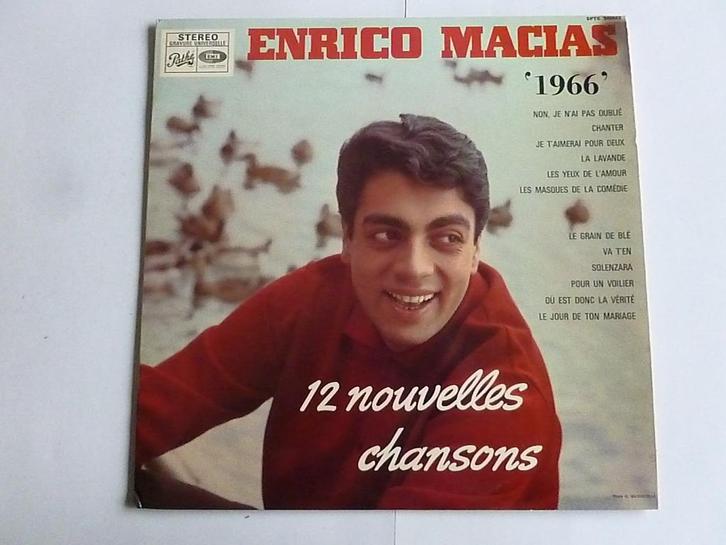 STEREO
GRAVURE UNIVERSELLE
Pathé
EMI
ENRICO MACIAS
'1966'
NON, JE N'AI PAS OUBLIÉ
CHANTER
JE T'AIMERAI POUR DEUX
LA LAVANDE
LES YEUX DE L'AMOUR
LES MASQUES DE LA COMÉDIE
LE GRAIN DE BLÉ
VA T'EN
SOLENZARA
POUR UN VOILIER
OÙ EST DONC LA VÉRITÉ
LE JOUR DE TON MARIAGE
12 nouvelles
chansons